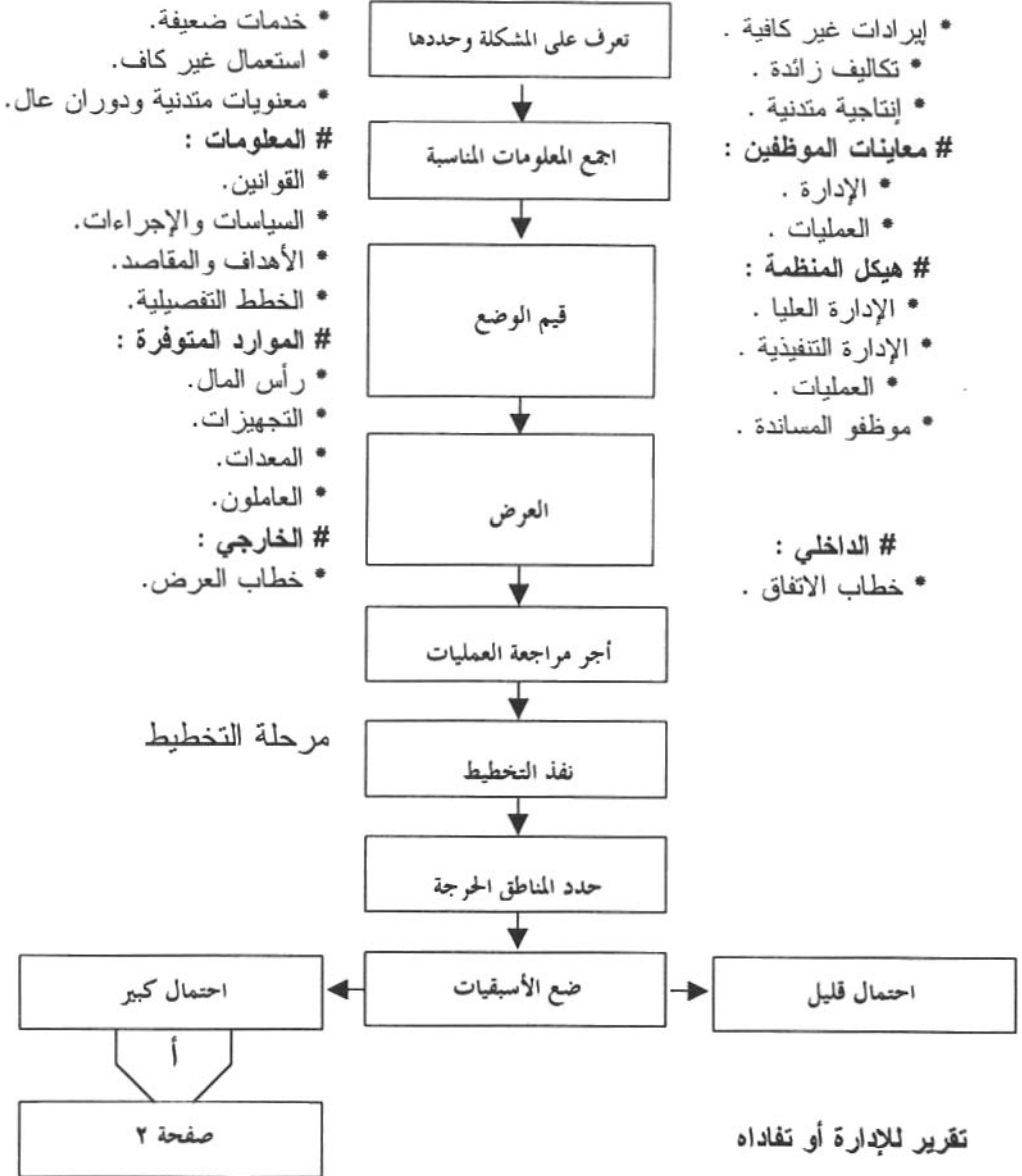 * إيرادات غير كافية .
* تكاليف زائدة .
* إنتاجية متدنية .
# معاينات الموظفين :
* الإدارة .
* العمليات .
# هيكل المنظمة :
* الإدارة العليا .
* الإدارة التنفيذية .
* العمليات .
* موظفو المساندة .
# الداخلي :
* خطاب الاتفاق .
تعرف على المشكلة وحددها
اجمع المعلومات المناسبة
قيم الوضع
العرض
أجر مراجعة العمليات
نفذ التخطيط
حدد المناطق الحرجة
ضع الأسبقيات
* خدمات ضعيفة.
* استعمال غير كاف.
* معنويات متدنية ودوران عال.
# المعلومات :
* القوانين.
* السياسات والإجراءات.
* الأهداف والمقاصد.
* الخطط التفصيلية.
# الموارد المتوفرة :
* رأس المال.
* التجهيزات.
* المعدات.
* العاملون.
# الخارجي :
* خطاب العرض.
مرحلة التخطيط
احتمال قليل
احتمال كبير
أ
صفحة ٢
تقرير للإدارة أو تفاداه